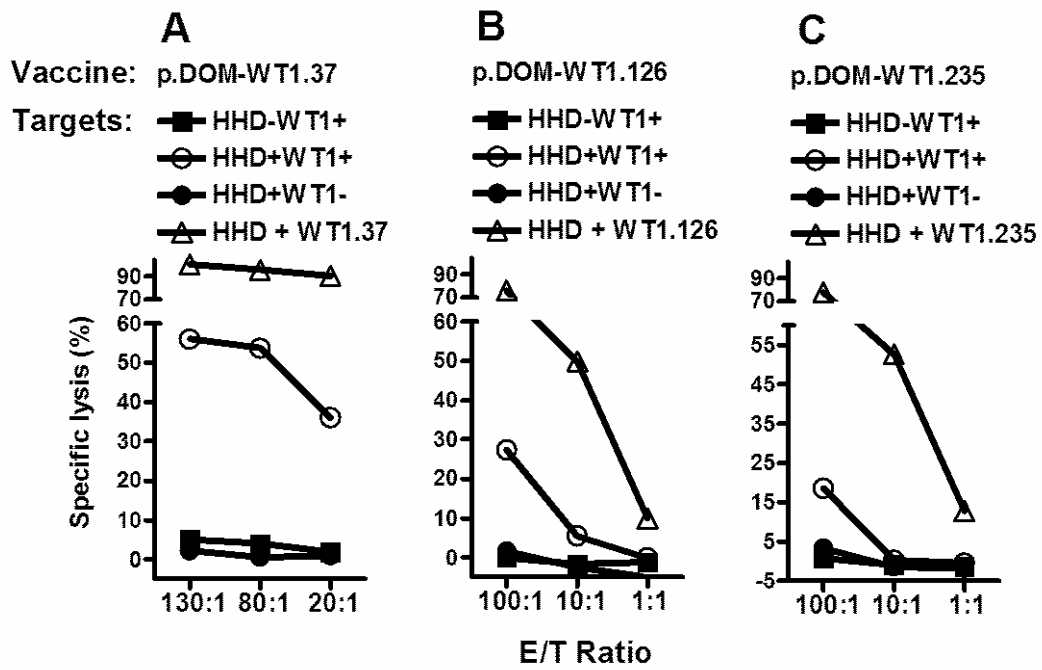 A
B
C
Vaccine: p.DOM-WT1.37 p.DOM-WT1.126 p.DOM-WT1.235
Targets:
HHD-WT1+
HHD+WT1+
HHD+WT1-
HHD + WT1.37
HHD-WT1+
HHD+WT1+
HHD+WT1-
HHD + WT1.126
HHD-WT1+
HHD+WT1+
HHD+WT1-
HHD + WT1.235
Specific lysis (%)
90
70
60
50
40
30
20
10
0
130:1 80:1 20:1
90
70
60
50
40
30
20
10
0
100:1 10:1 1:1
90
70
55
45
35
25
15
5
-5
100:1 10:1 1:1
E/T Ratio